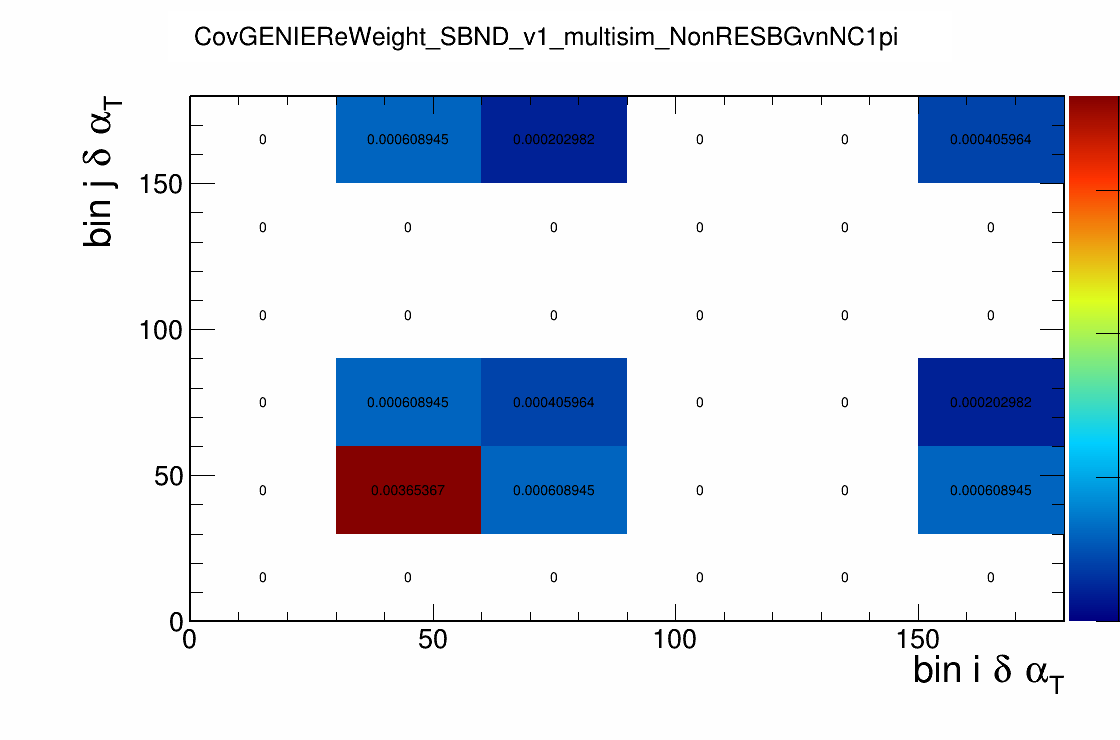 CovGENIEReWeight_SBND_v1_multisim_NonRESBGvnNC1pi
bin j δ α_T
0 0.000608945 0.000202982 0 0 0.000405964
150
0 0 0 0 0 0
100
0 0 0 0 0 0
0 0.000608945 0.000405964 0 0 0.000202982
50
0 0.00365367 0.000608945 0 0 0.000608945
0 0 0 0 0 0
0
0 50 100 150
bin i δ α_T